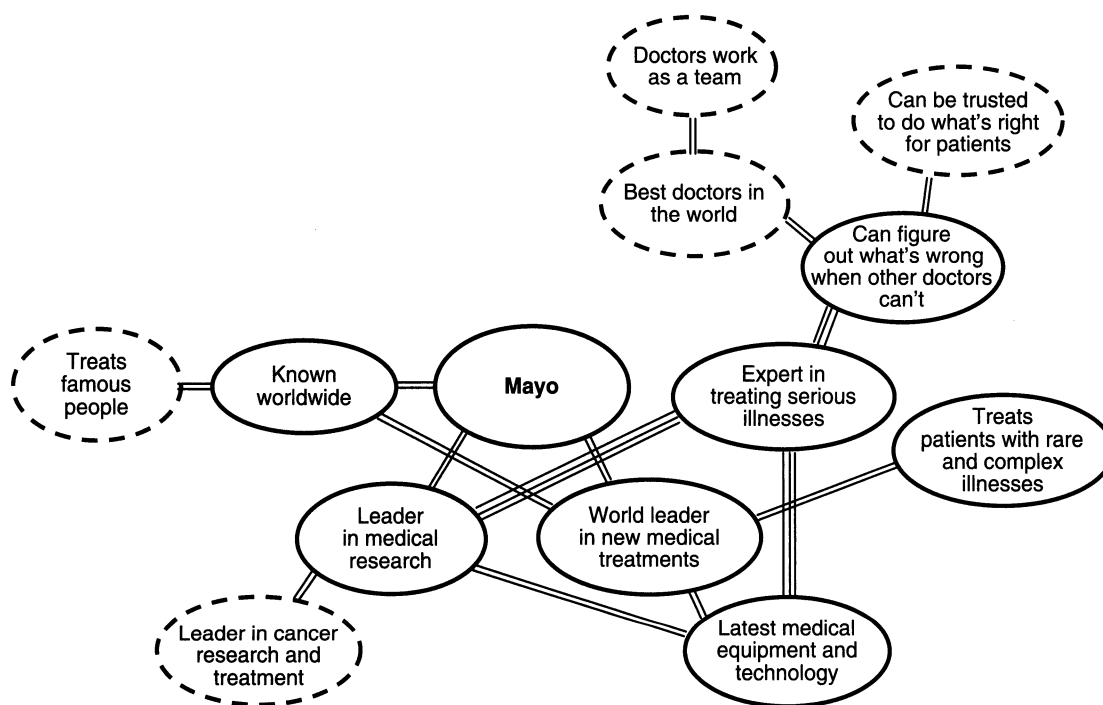 Doctors work
as a team
Can be trusted
to do what's right
for patients
Best doctors in
the world
Can figure
out what's wrong
when other doctors
can't
Treats
famous
people
Known
worldwide
Mayo
Expert in
treating serious
illnesses
Treats
patients with rare
and complex
illnesses
Leader
in medical
research
World leader
in new medical
treatments
Leader in cancer
research and
treatment
Latest medical
equipment and
technology